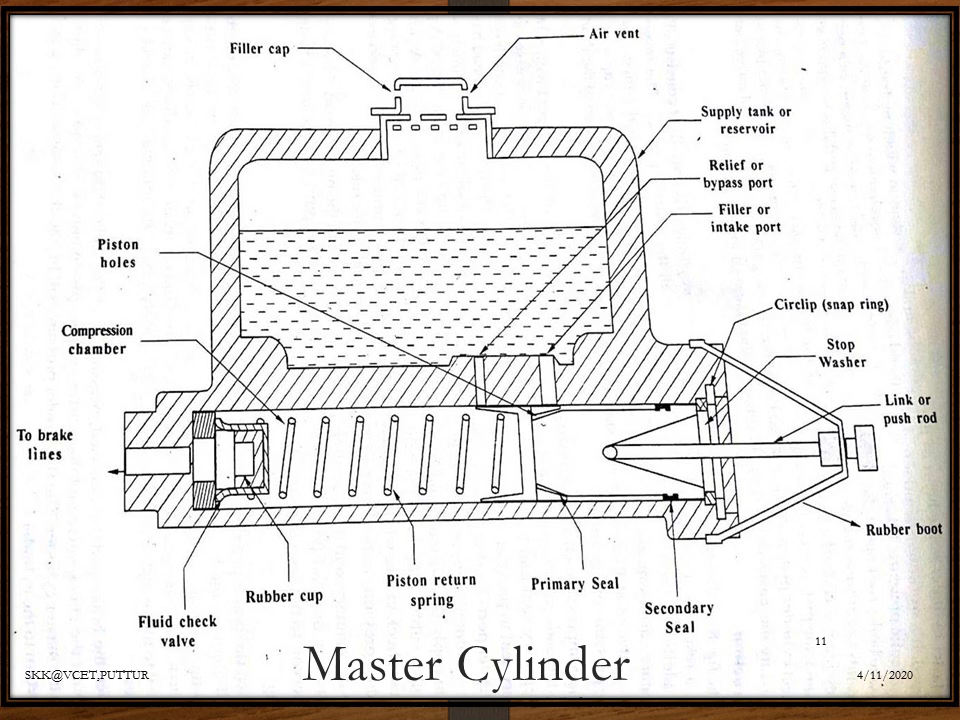 Filler cap
Air vent
Supply tank or
reservoir
Relief or
bypass port
Filler or
intake port
Piston
holes
Circlip (snap ring)
Compression
chamber
Stop
Washer
Link or
push rod
To brake
lines
Rubber boot
Piston return
spring
Primary Seal
Rubber cup
Secondary
Seal
Fluid check
valve
11
Master Cylinder
SKK@VCET,PUTTUR
4/11/2020